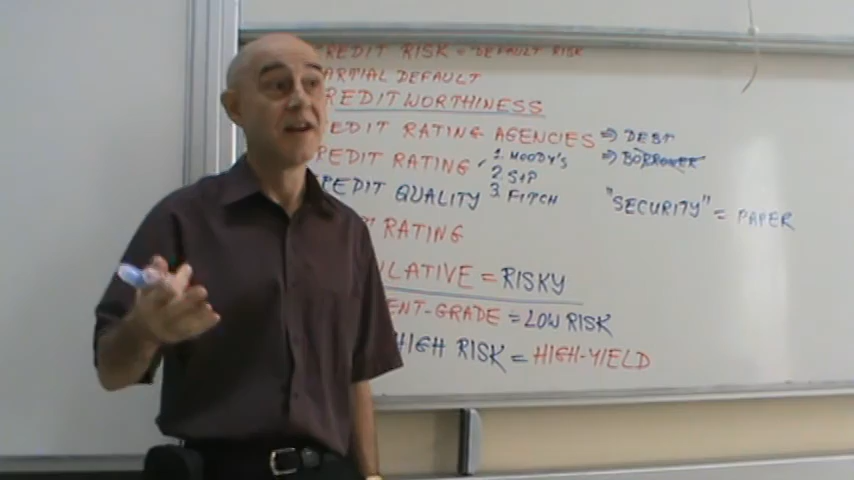 REDIT RISK = DEFAULT RISK
ARTIAL DEFAULT
REDITWORTHINESS
EDIT RATING AGENCIES ⇒ DEBT
REDIT RATING 1. MOODY'S ⇒ BORROWER
2. S+P
REDIT QUALITY 3. FITCH
"SECURITY" = PAPER
RATING
LATIVE = RISKY
ENT-GRADE = LOW RISK
HIGH RISK = HIGH-YIELD